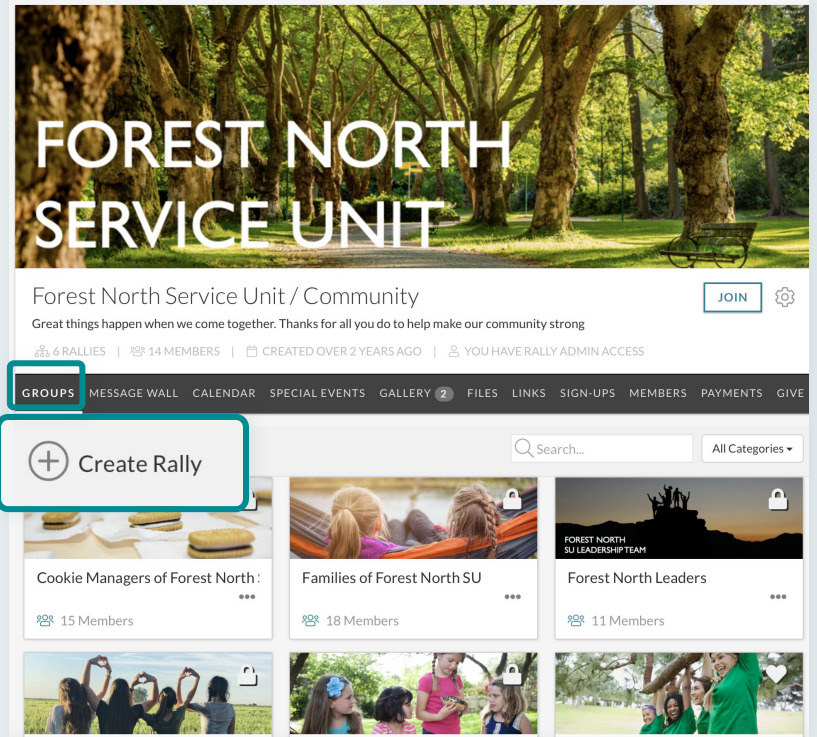 FOREST NORTH
SERVICE UNIT
Forest North Service Unit / Community
JOIN
Great things happen when we come together. Thanks for all you do to help make our community strong
6 RALLIES | 14 MEMBERS | CREATED OVER 2 YEARS AGO | YOU HAVE RALLY ADMIN ACCESS
GROUPS MESSAGE WALL CALENDAR SPECIAL EVENTS GALLERY 2 FILES LINKS SIGN-UPS MEMBERS PAYMENTS GIVE
Create Rally
Search...
All Categories
FOREST NORTH
SU LEADERSHIP TEAM
Cookie Managers of Forest North
Families of Forest North SU
Forest North Leaders
15 Members
18 Members
11 Members